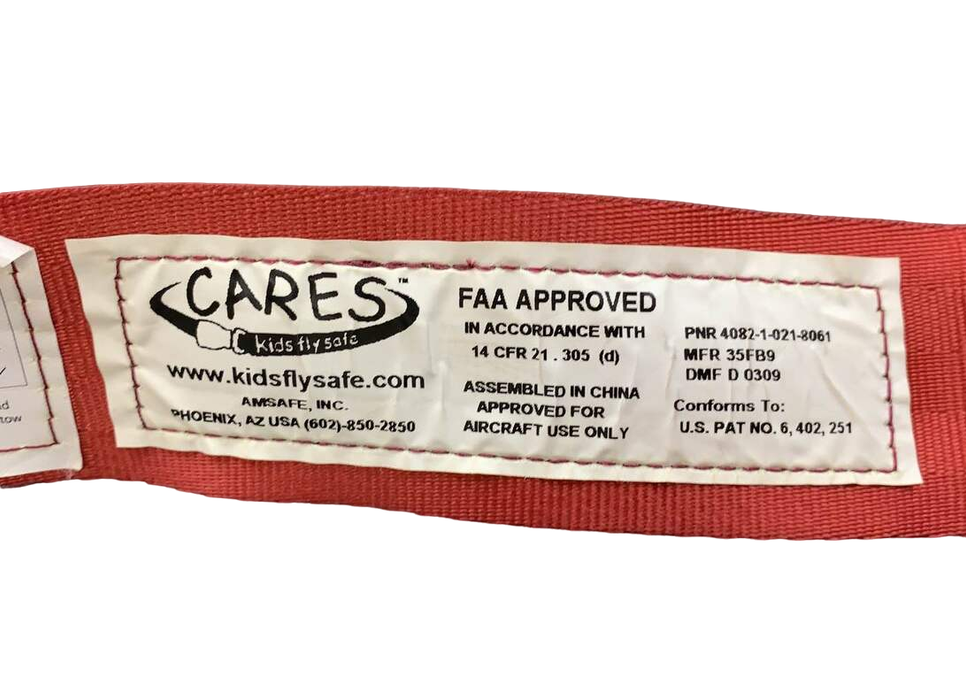 CARES™
kids fly safe
www.kidsflysafe.com
AMSAFE, INC.
PHOENIX, AZ USA (602)-850-2850
FAA APPROVED
IN ACCORDANCE WITH
14 CFR 21 . 305 (d)
ASSEMBLED IN CHINA
APPROVED FOR
AIRCRAFT USE ONLY
PNR 4082-1-021-8061
MFR 35FB9
DMF D 0309
Conforms To:
U.S. PAT NO. 6, 402, 251